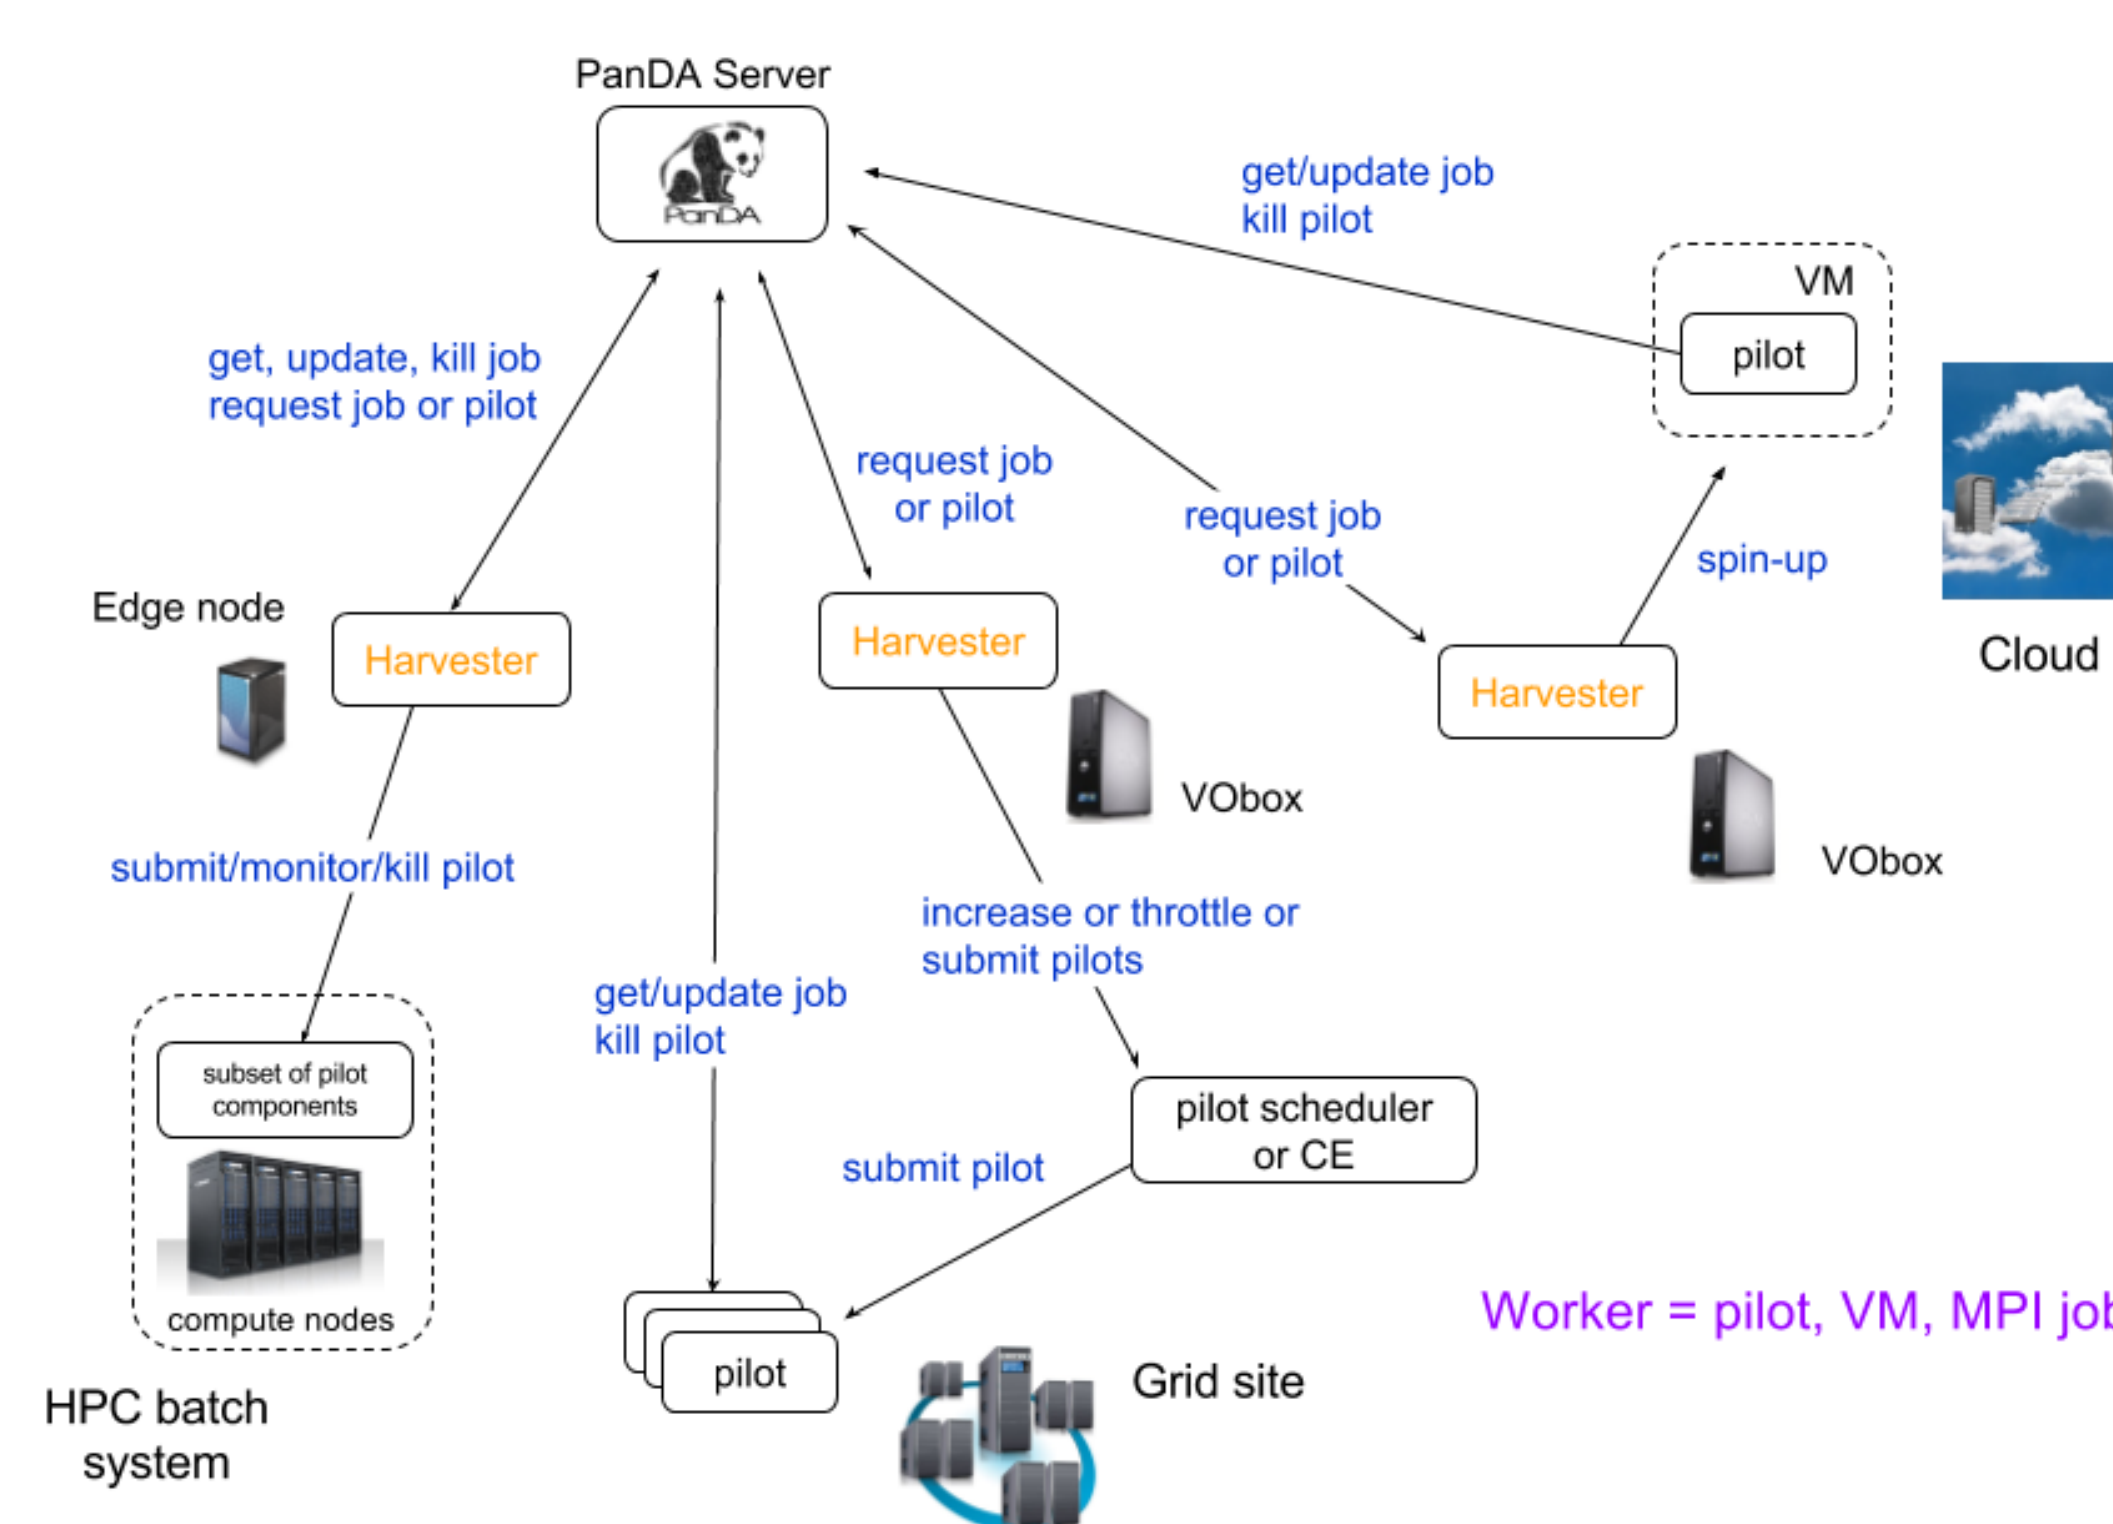 PanDA Server
PanDA
get/update job
kill pilot
VM
pilot
get, update, kill job
request job or pilot
request job
or pilot
request job
or pilot
spin-up
Edge node
Harvester
Harvester
Harvester
Cloud
VObox
VObox
submit/monitor/kill pilot
increase or throttle or
submit pilots
get/update job
kill pilot
subset of pilot
components
pilot scheduler
or CE
submit pilot
compute nodes
Worker = pilot, VM, MPI job
pilot
Grid site
HPC batch
system